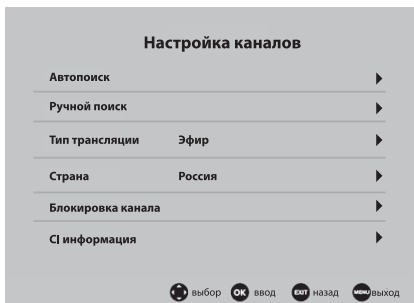 Настройка каналов
Автопоиск
Ручной поиск
Тип трансляции Эфир
Страна Россия
Блокировка канала
CI информация
выбор OK ввод EXIT назад MENU выход